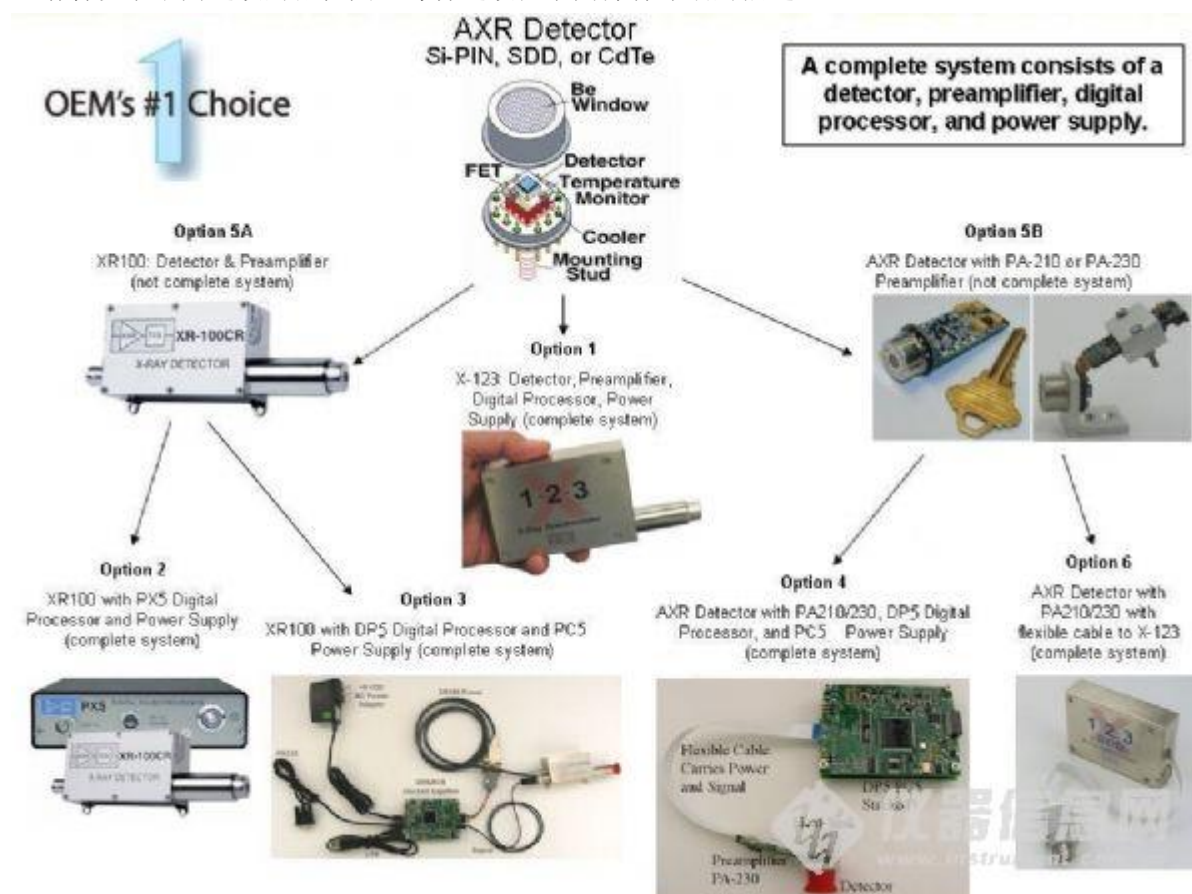 AXR Detector
Si-PIN, SDD, or CdTe
OEM's #1 Choice
A complete system consists of a
detector, preamplifier, digital
processor, and power supply.
Be
Window
Detector
FET
Temperature
Monitor
Cooler
Mounting
Stud
Option 5A
XR100: Detector & Preamplifier
(not complete system)
XR-100CR
X-RAY DETECTOR
Option 1
X-123: Detector, Preamplifier,
Digital Processor, Power
Supply (complete system)
1 2 3
Option 5B
AXR Detector with PA-210 or PA-230
Preamplifier (not complete system)
Option 2
XR100 with PX5 Digital
Processor and Power Supply
(complete system)
PX5
XR-100CR
X-RAY DETECTOR
Option 3
XR100 with DP5 Digital Processor and PC5
Power Supply (complete system)
Option 4
AXR Detector with PA210/230, DP5 Digital
Processor, and PC5 Power Supply
(complete system)
Flexible Cable
Carries Power
and Signal
Preamplifier
PA-230
Detector
Option 6
AXR Detector with
PA210/230 with
flexible cable to X-123
(complete system)
1 2 3
仪器信息网